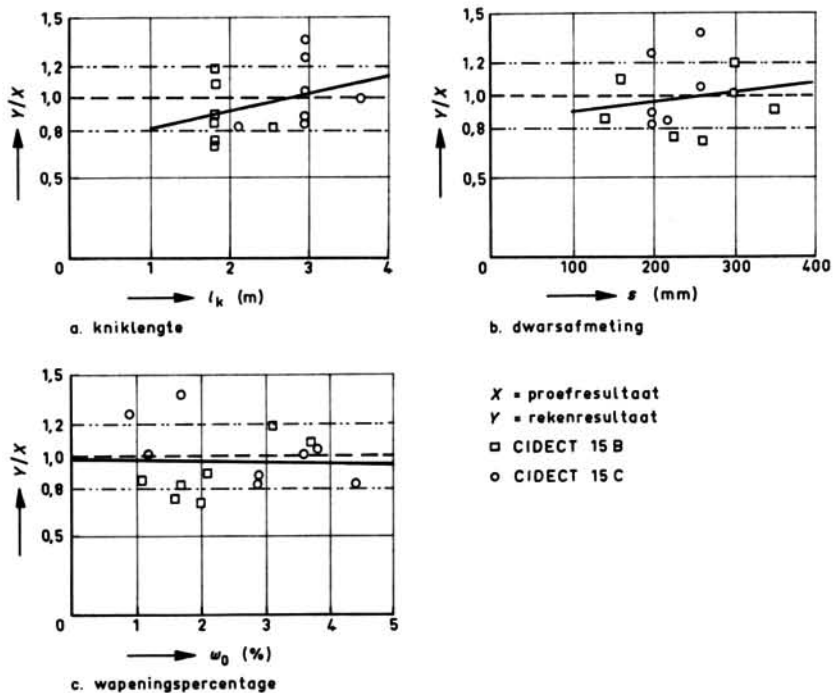 1,5
1,2
1,0
0,8
0,5
0
1
2
3
4
Y/X
lk (m)
a. kniklengte
1,5
1,2
1,0
0,8
0,5
0
100
200
300
400
Y/X
s (mm)
b. dwarsafmeting
1,5
1,2
1,0
0,8
0,5
0
1
2
3
4
5
Y/X
ω0 (%)
c. wapeningspercentage
X = proefresultaat
Y = rekenresultaat
□ CIDECT 15 B
○ CIDECT 15 C